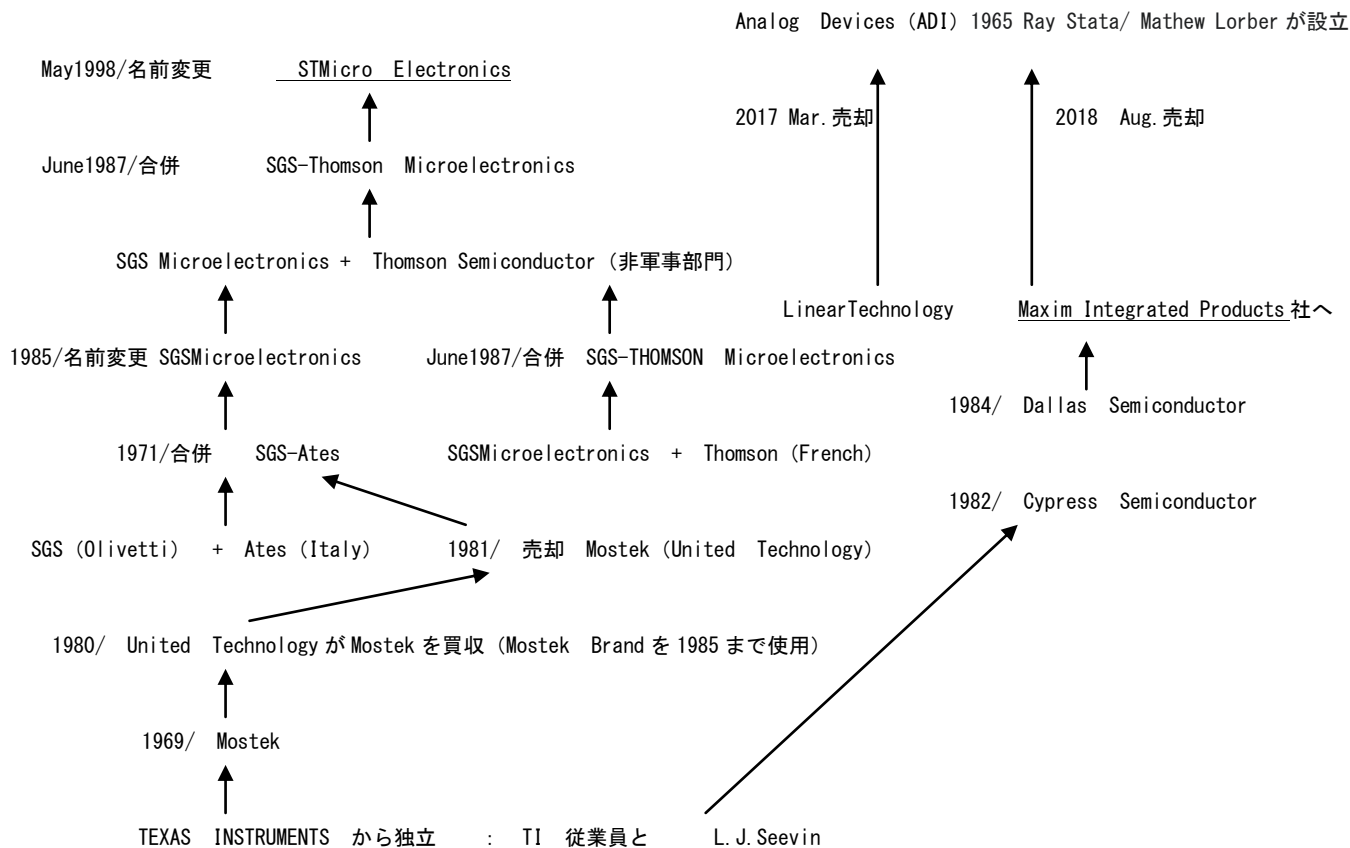 Analog Devices (ADI) 1965 Ray Stata/ Mathew Lorber が設立
May1998/名前変更 STMicro Electronics
2017 Mar.売却 2018 Aug.売却
June1987/合併 SGS-Thomson Microelectronics
SGS Microelectronics + Thomson Semiconductor (非軍事部門)
LinearTechnology Maxim Integrated Products 社へ
1985/名前変更 SGSMicroelectronics June1987/合併 SGS-THOMSON Microelectronics
1984/ Dallas Semiconductor
1971/合併 SGS-Ates SGSMicroelectronics + Thomson (French)
1982/ Cypress Semiconductor
SGS (Olivetti) + Ates (Italy) 1981/ 売却 Mostek (United Technology)
1980/ United Technology が Mostek を買収 (Mostek Brand を 1985 まで使用)
1969/ Mostek
TEXAS INSTRUMENTS から独立 : TI 従業員と L.J.Seevin